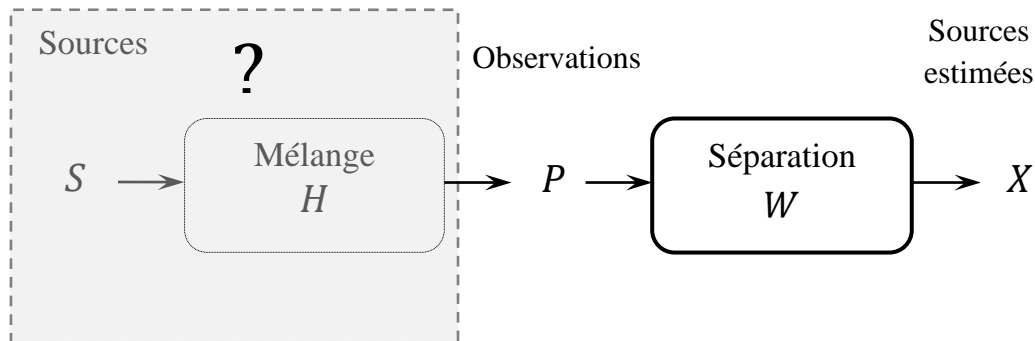 Sources
?
Observations
Sources
estimées
S
Mélange
H
P
Séparation
W
X